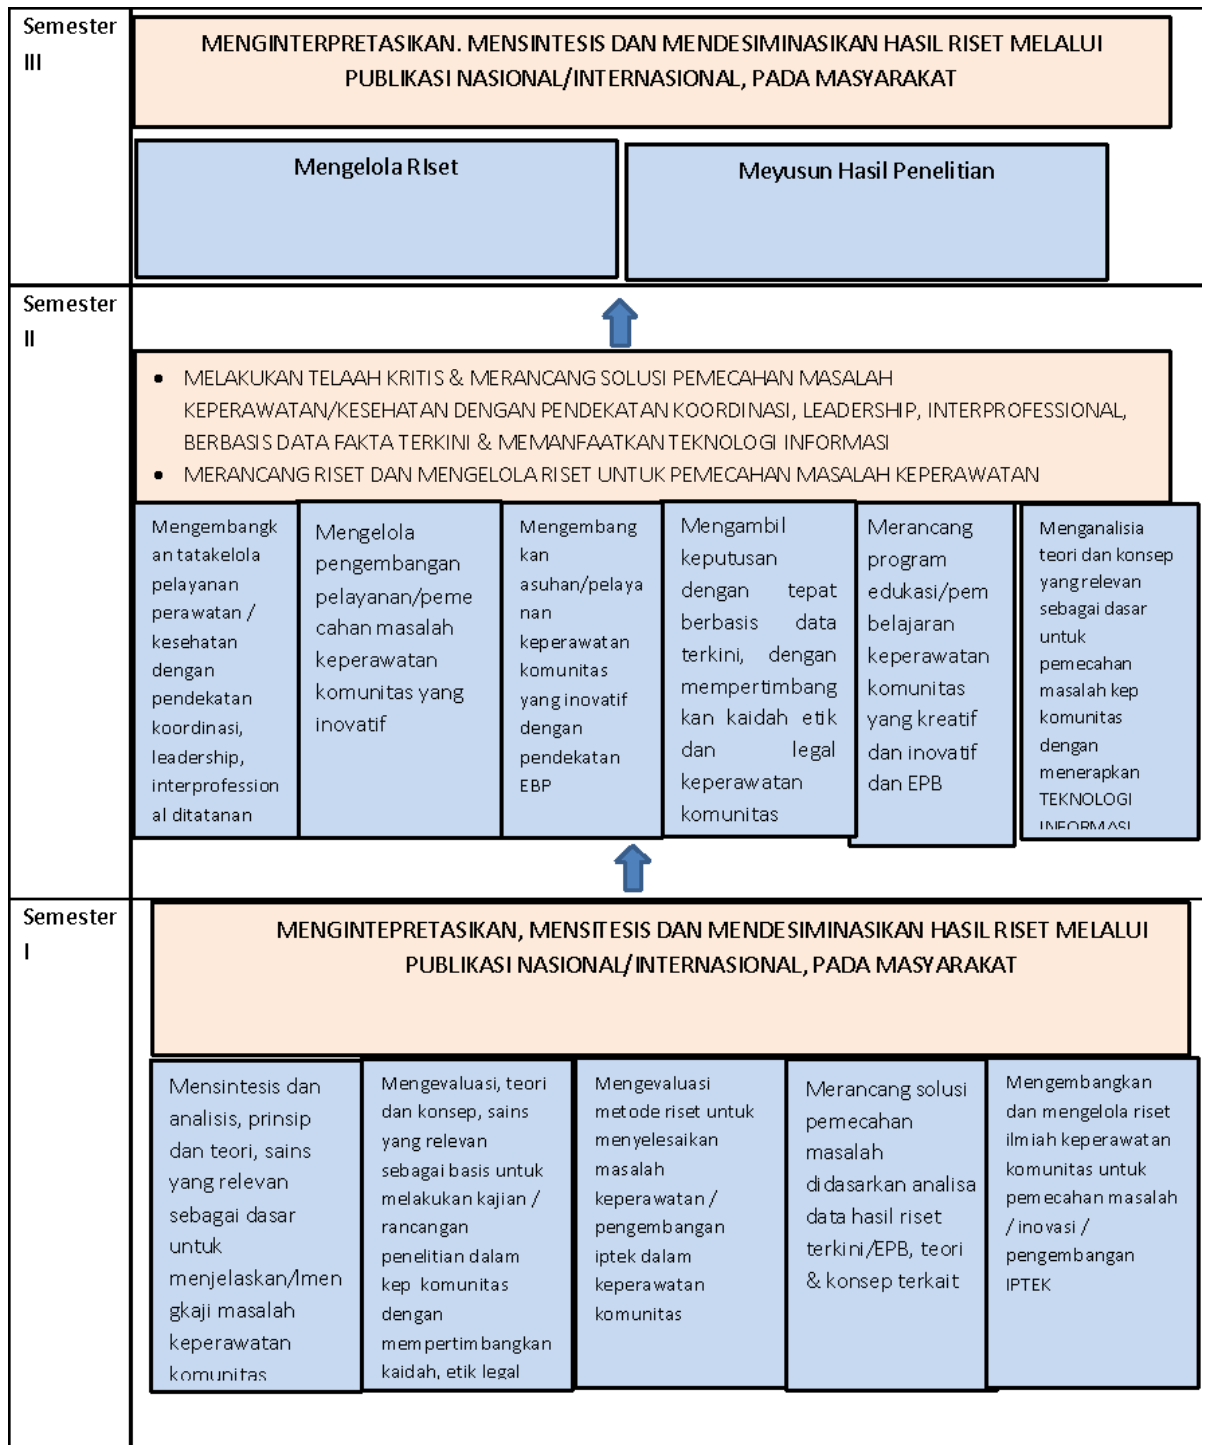 Semester
III
MENGINTERPRETASIKAN. MENSINTESIS DAN MENDESIMINASIKAN HASIL RISET MELALUI
PUBLIKASI NASIONAL/INTERNASIONAL, PADA MASYARAKAT
Mengelola RIset
Meyusun Hasil Penelitian
Semester
II
• MELAKUKAN TELAAH KRITIS & MERANCANG SOLUSI PEMECAHAN MASALAH
KEPERAWATAN/KESEHATAN DENGAN PENDEKATAN KOORDINASI, LEADERSHIP, INTERPROFESSIONAL,
BERBASIS DATA FAKTA TERKINI & MEMANFAATKAN TEKNOLOGI INFORMASI
• MERANCANG RISET DAN MENGELOLA RISET UNTUK PEMECAHAN MASALAH KEPERAWATAN
Mengembangk
an tatakelola
pelayanan
perawatan /
kesehatan
dengan
pendekatan
koordinasi,
leadership,
interprofession
al ditatanan
Mengelola
pengembangan
pelayanan/peme
cahan masalah
keperawatan
komunitas yang
inovatif
Mengembang
kan
asuhan/pelaya
nan
keperawatan
komunitas
yang inovatif
dengan
pendekatan
EBP
Mengambil
keputusan
dengan tepat
berbasis data
terkini, dengan
mempertimbang
kan kaidah etik
dan legal
keperawatan
komunitas
Merancang
program
edukasi/pem
belajaran
keperawatan
komunitas
yang kreatif
dan inovatif
dan EPB
Menganalisia
teori dan konsep
yang relevan
sebagai dasar
untuk
pemecahan
masalah kep
komunitas
dengan
menerapkan
TEKNOLOGI
INFORMASI
Semester
I
MENGINTEPRETASIKAN, MENSITESIS DAN MENDESIMINASIKAN HASIL RISET MELALUI
PUBLIKASI NASIONAL/INTERNASIONAL, PADA MASYARAKAT
Mensintesis dan
analisis, prinsip
dan teori, sains
yang relevan
sebagai dasar
untuk
menjelaskan/Imen
gkaji masalah
keperawatan
komunitas
Mengevaluasi, teori
dan konsep, sains
yang relevan
sebagai basis untuk
melakukan kajian /
rancangan
penelitian dalam
kep komunitas
dengan
mempertimbangkan
kaidah, etik legal
Mengevaluasi
metode riset untuk
menyelesaikan
masalah
keperawatan /
pengembangan
iptek dalam
keperawatan
komunitas
Merancang solusi
pemecahan
masalah
didasarkan analisa
data hasil riset
terkini/EPB, teori
& konsep terkait
Mengembangkan
dan mengelola riset
ilmiah keperawatan
komunitas untuk
pemecahan masalah
/ inovasi /
pengembangan
IPTEK